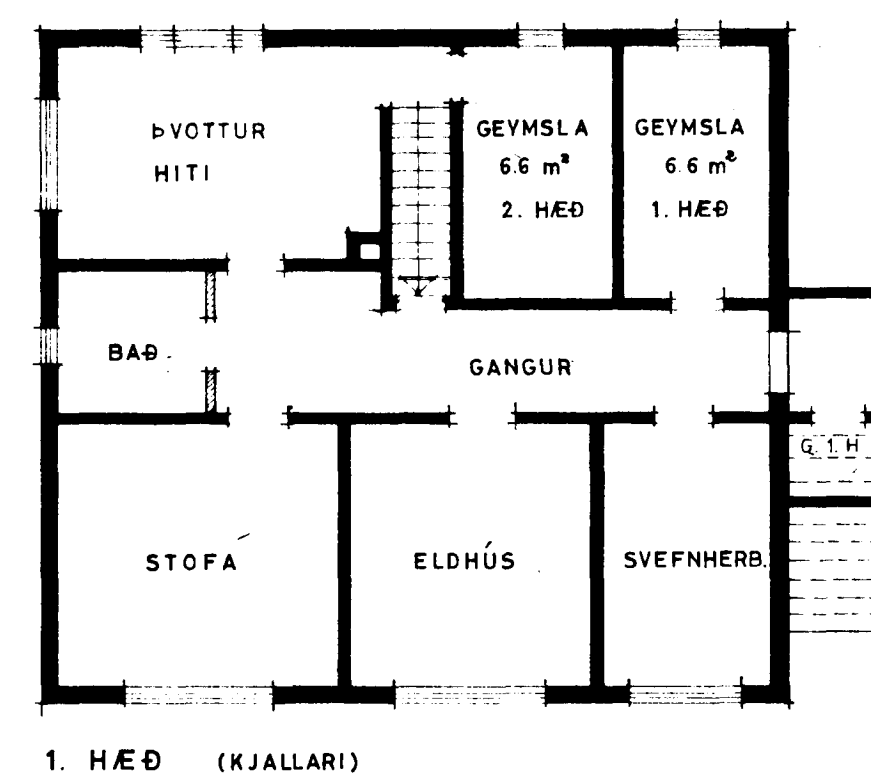 ÞVOTTUR
HITI
GEYMSLA
6.6 m²
2. HÆÐ
GEYMSLA
6.6 m²
1. HÆÐ
BAÐ
GANGUR
G. 1. H
STOFA
ELDHÚS
SVEFNHERB.
1. HÆÐ (KJALLARI)